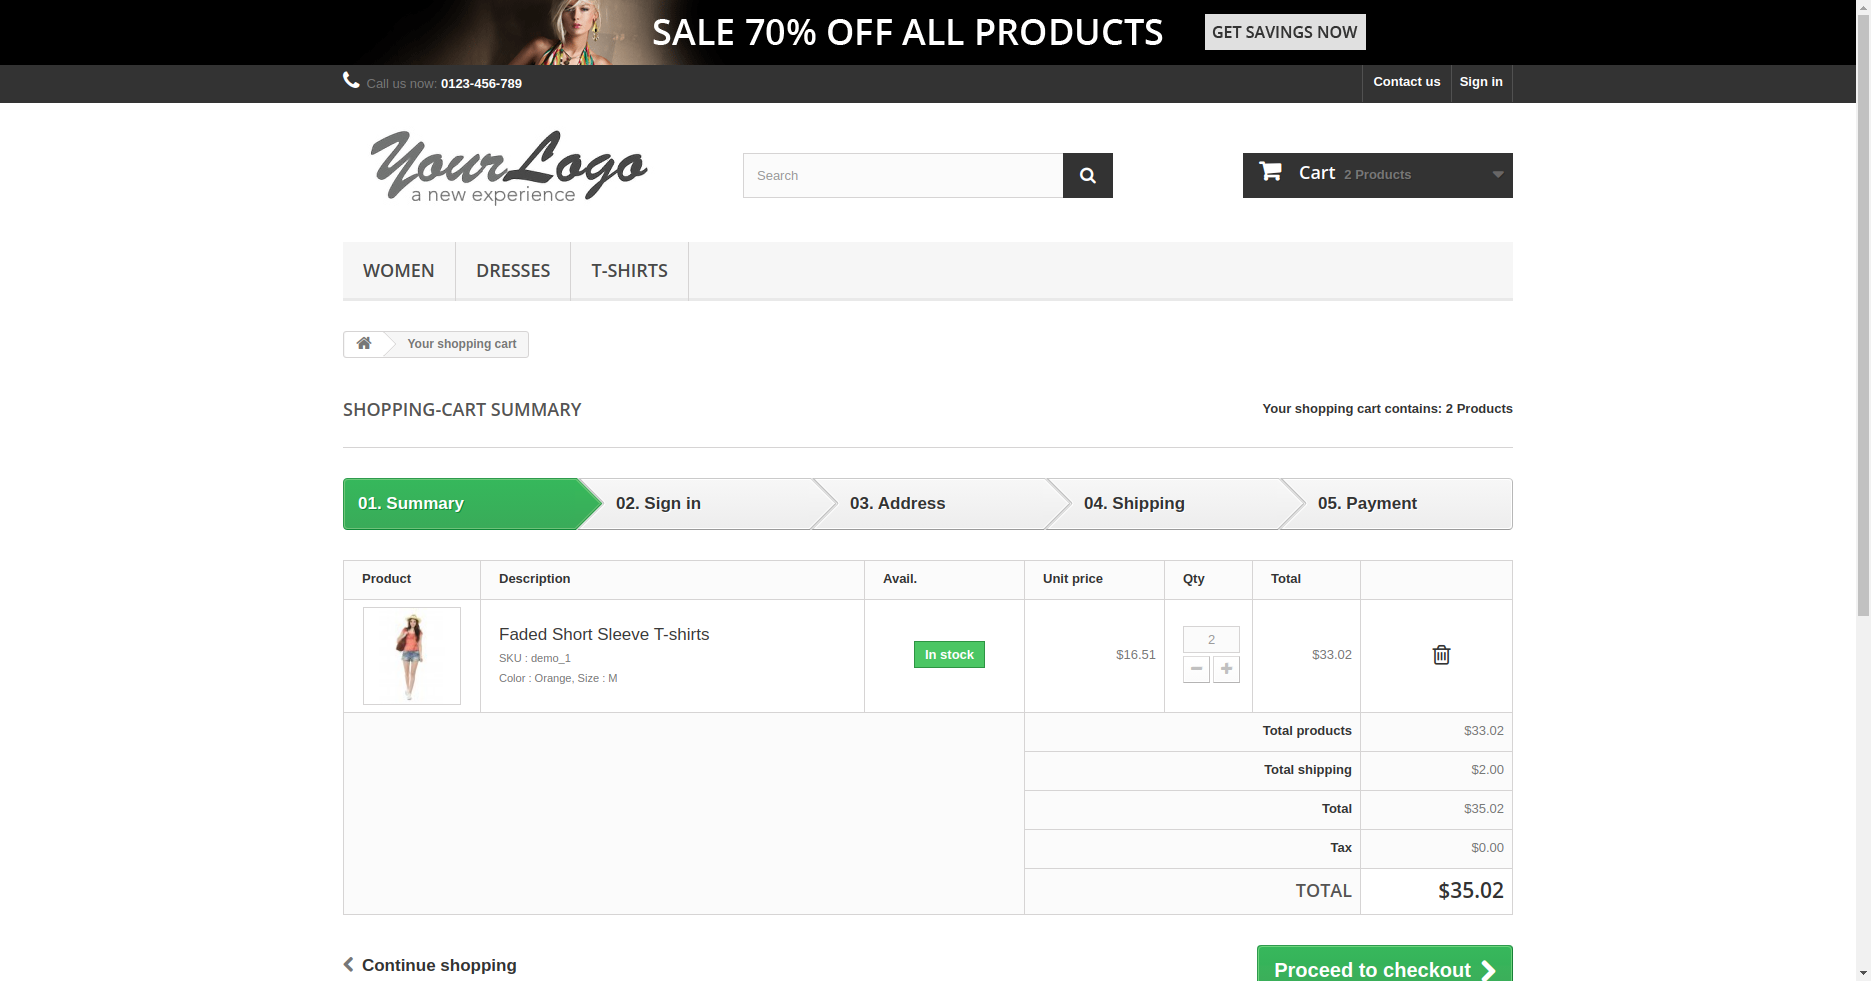 SALE 70% OFF ALL PRODUCTS GET SAVINGS NOW
Call us now: 0123-456-789 Contact us Sign in
Your Logo
a new experience
Search
Cart 2 Products
WOMEN DRESSES T-SHIRTS
Your shopping cart
SHOPPING-CART SUMMARY Your shopping cart contains: 2 Products
01. Summary 02. Sign in 03. Address 04. Shipping 05. Payment
Product Description Avail. Unit price Qty Total
Faded Short Sleeve T-shirts
SKU : demo_1
Color : Orange, Size : M
In stock $16.51 2 $33.02
Total products $33.02
Total shipping $2.00
Total $35.02
Tax $0.00
TOTAL $35.02
Continue shopping Proceed to checkout